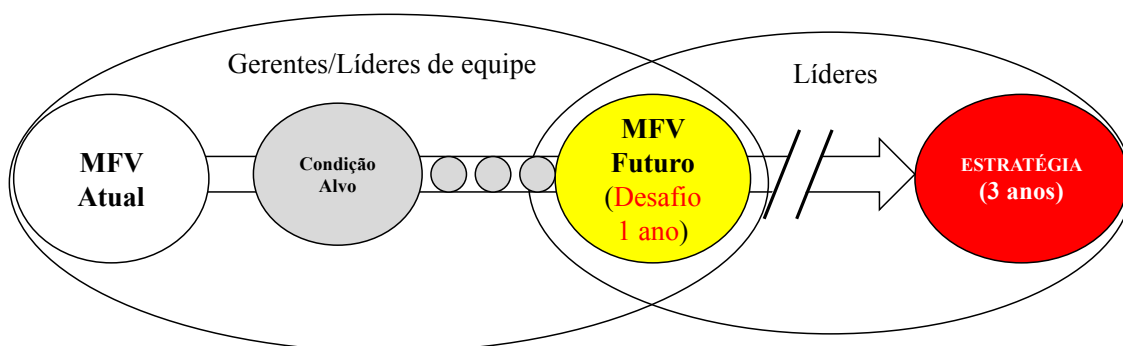 Gerentes/Líderes de equipe
Líderes
MFV
Atual
Condição
Alvo
MFV
Futuro
(Desafio
1 ano)
ESTRATÉGIA
(3 anos)